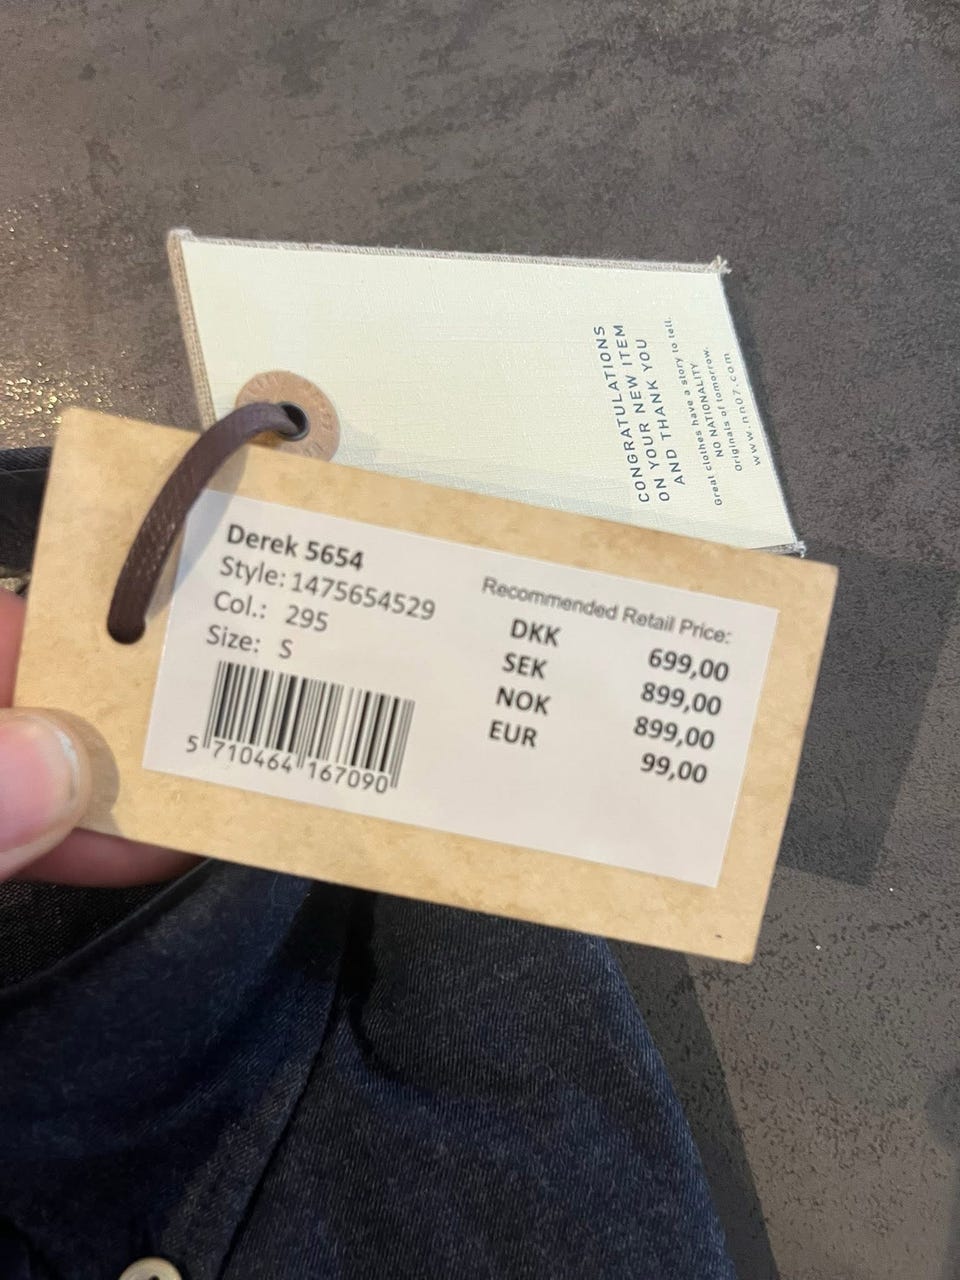 CONGRATULATIONS
ON YOUR NEW ITEM
AND THANK YOU
Great clothes have a story to tell.
NO NATIONALITY
Originals of tomorrow.
www.nn07.com
Derek 5654
Style: 1475654529
Col.: 295
Size: S
5 710464 167090
Recommended Retail Price:
DKK 699,00
SEK 899,00
NOK 899,00
EUR 99,00